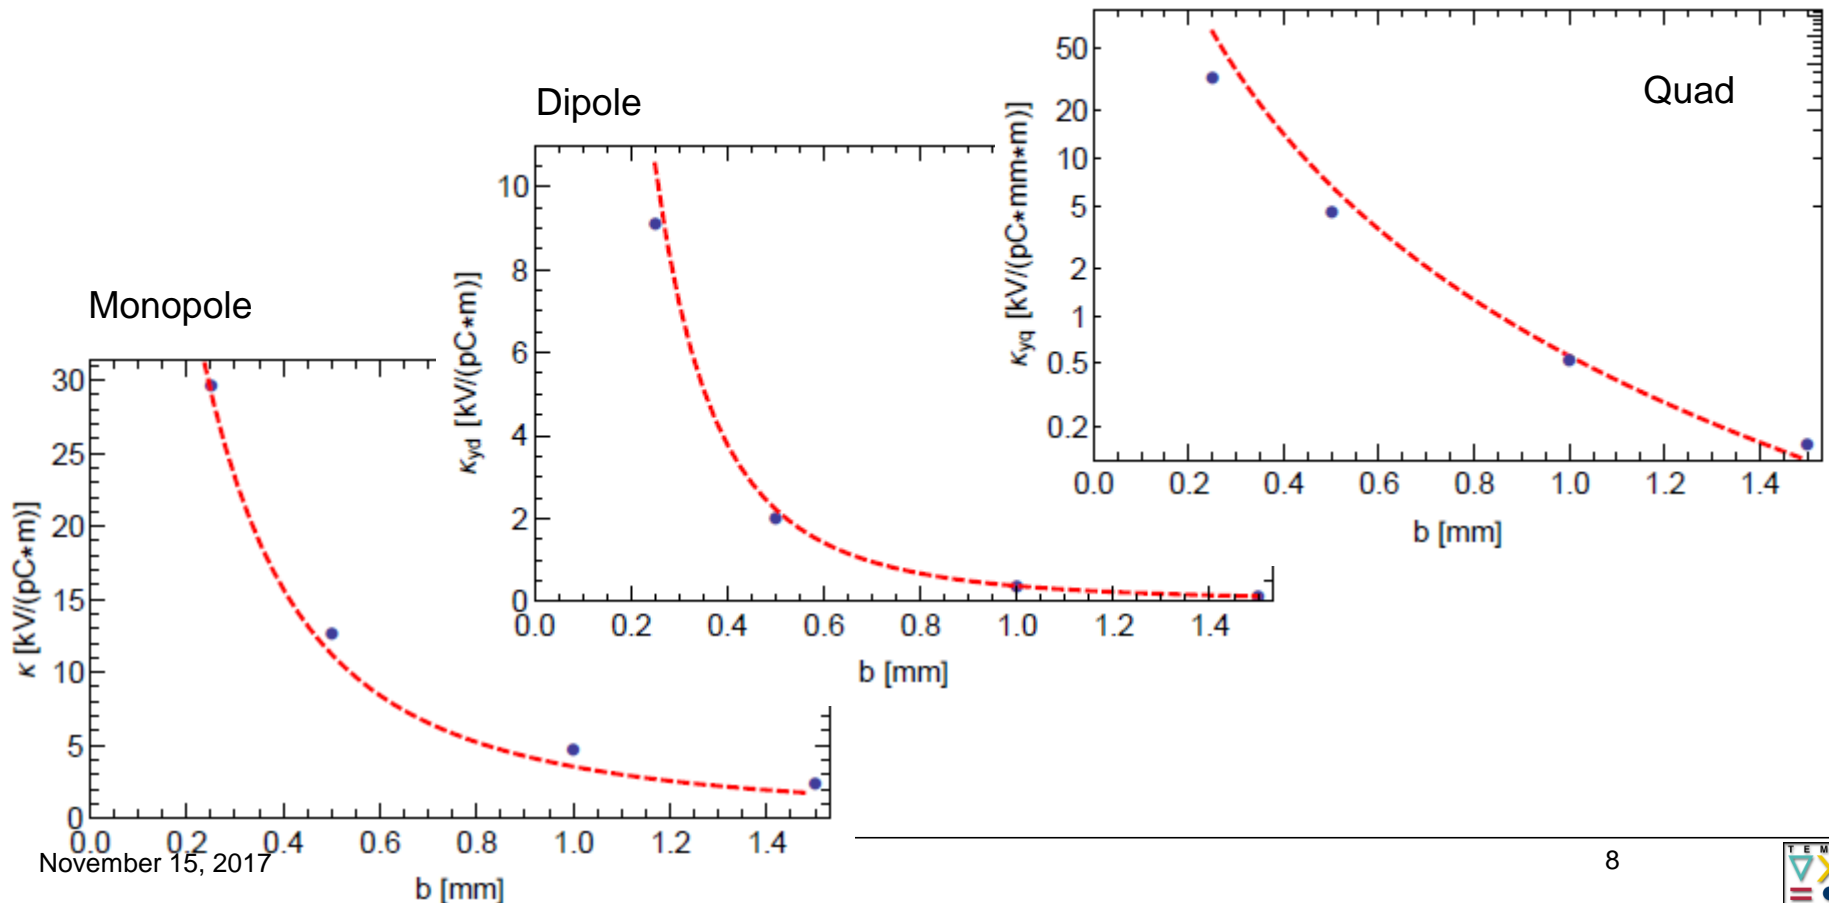 Quad
50
20
10
5
2
1
0.5
0.2
κyq [kV/(pC*mm*m)]
0.0 0.2 0.4 0.6 0.8 1.0 1.2 1.4
b [mm]
Dipole
10
8
6
4
2
0
κyd [kV/(pC*m)]
0.0 0.2 0.4 0.6 0.8 1.0 1.2 1.4
b [mm]
Monopole
30
25
20
15
10
5
0
κ [kV/(pC*m)]
0.0 0.2 0.4 0.6 0.8 1.0 1.2 1.4
b [mm]
November 15, 2017
8
T E M